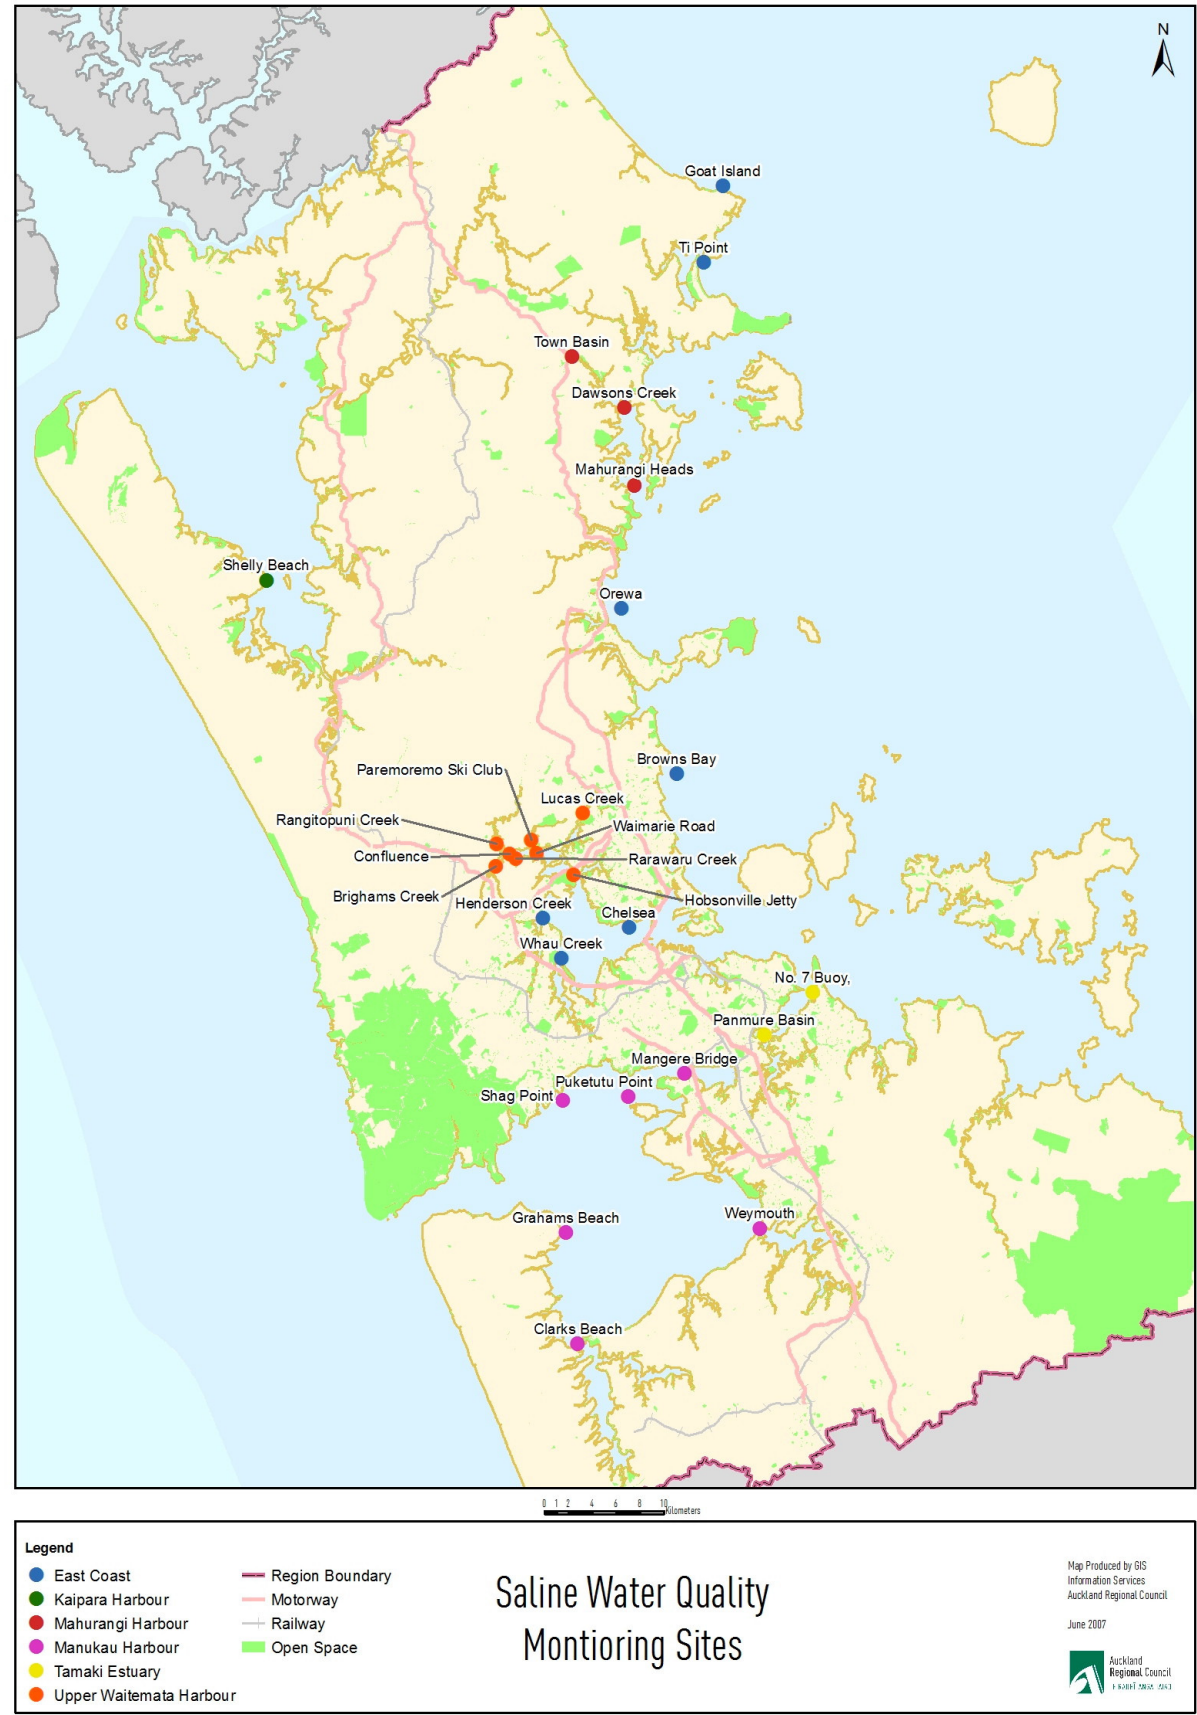 N
Goat Island
Ti Point
Town Basin
Dawsons Creek
Mahurangi Heads
Shelly Beach
Orewa
Browns Bay
Paremoremo Ski Club
Lucas Creek
Rangitopuni Creek
Waimarie Road
Confluence
Rarawaru Creek
Brighams Creek
Hobsonville Jetty
Henderson Creek
Chelsea
Whau Creek
No. 7 Buoy,
Panmure Basin
Mangere Bridge
Puketutu Point
Shag Point
Grahams Beach
Weymouth
Clarks Beach
0 1 2 4 6 8 10
Kilometers
Legend
East Coast
Kaipara Harbour
Mahurangi Harbour
Manukau Harbour
Tamaki Estuary
Upper Waitemata Harbour
Region Boundary
Motorway
Railway
Open Space
Saline Water Quality
Montioring Sites
Map Produced by GIS
Information Services
Auckland Regional Council
June 2007
Auckland
Regional Council